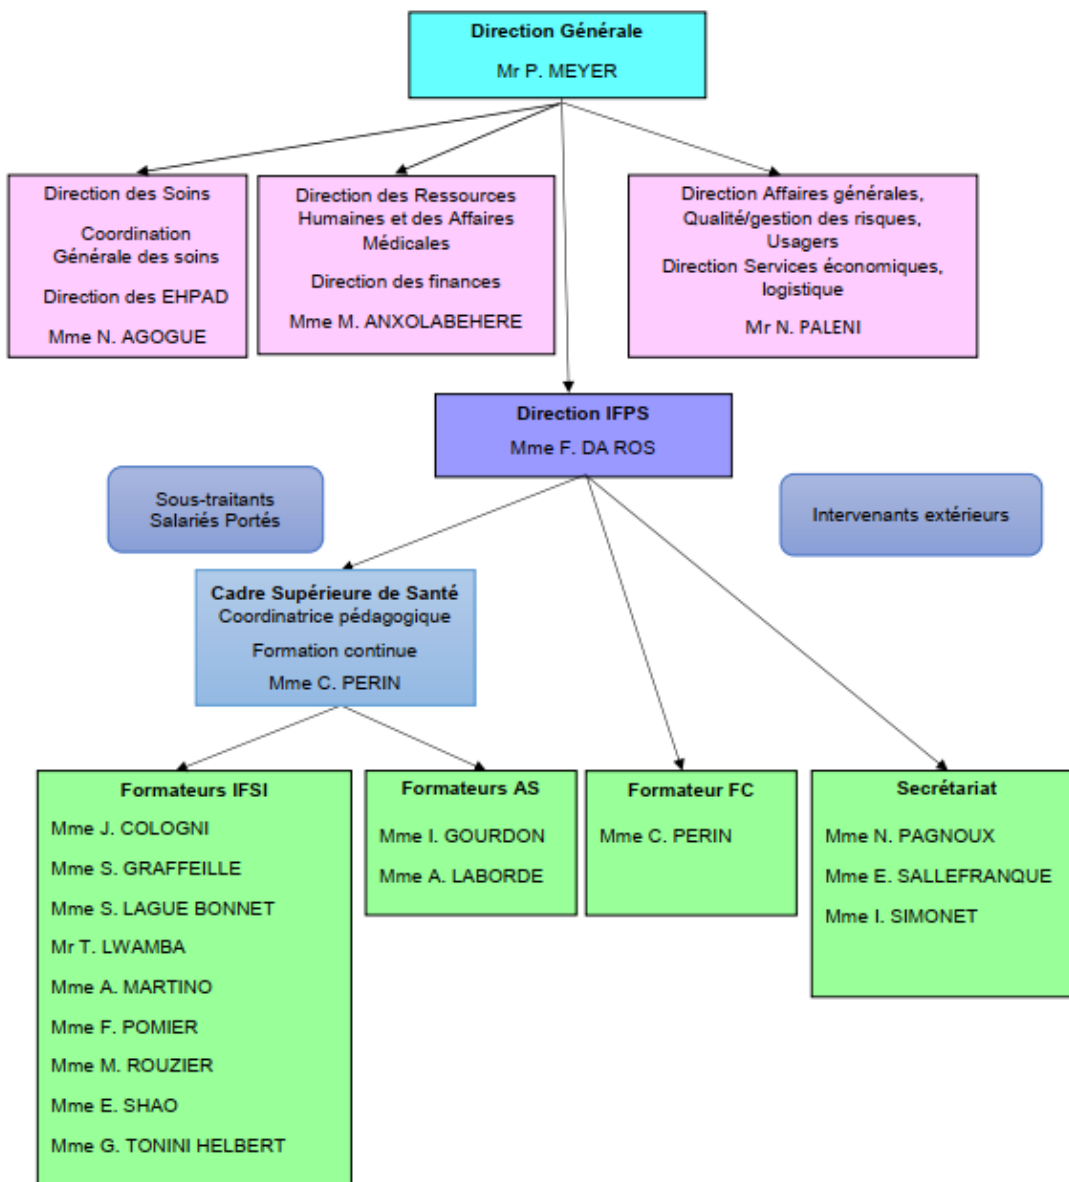 Direction Générale
Mr P. MEYER
Direction des Soins
Coordination
Générale des soins
Direction des EHPAD
Mme N. AGOGUE
Direction des Ressources
Humaines et des Affaires
Médicales
Direction des finances
Mme M. ANXOLABEHERE
Direction Affaires générales,
Qualité/gestion des risques,
Usagers
Direction Services économiques,
logistique
Mr N. PALENI
Direction IFPS
Mme F. DA ROS
Sous-traitants
Salariés Portés
Intervenants extérieurs
Cadre Supérieure de Santé
Coordinatrice pédagogique
Formation continue
Mme C. PERIN
Formateurs IFSI
Mme J. COLOGNI
Mme S. GRAFFEILLE
Mme S. LAGUE BONNET
Mr T. LWAMBA
Mme A. MARTINO
Mme F. POMIER
Mme M. ROUZIER
Mme E. SHAO
Mme G. TONINI HELBERT
Formateurs AS
Mme I. GOURDON
Mme A. LABORDE
Formateur FC
Mme C. PERIN
Secrétariat
Mme N. PAGNOUX
Mme E. SALLEFRANQUE
Mme I. SIMONET